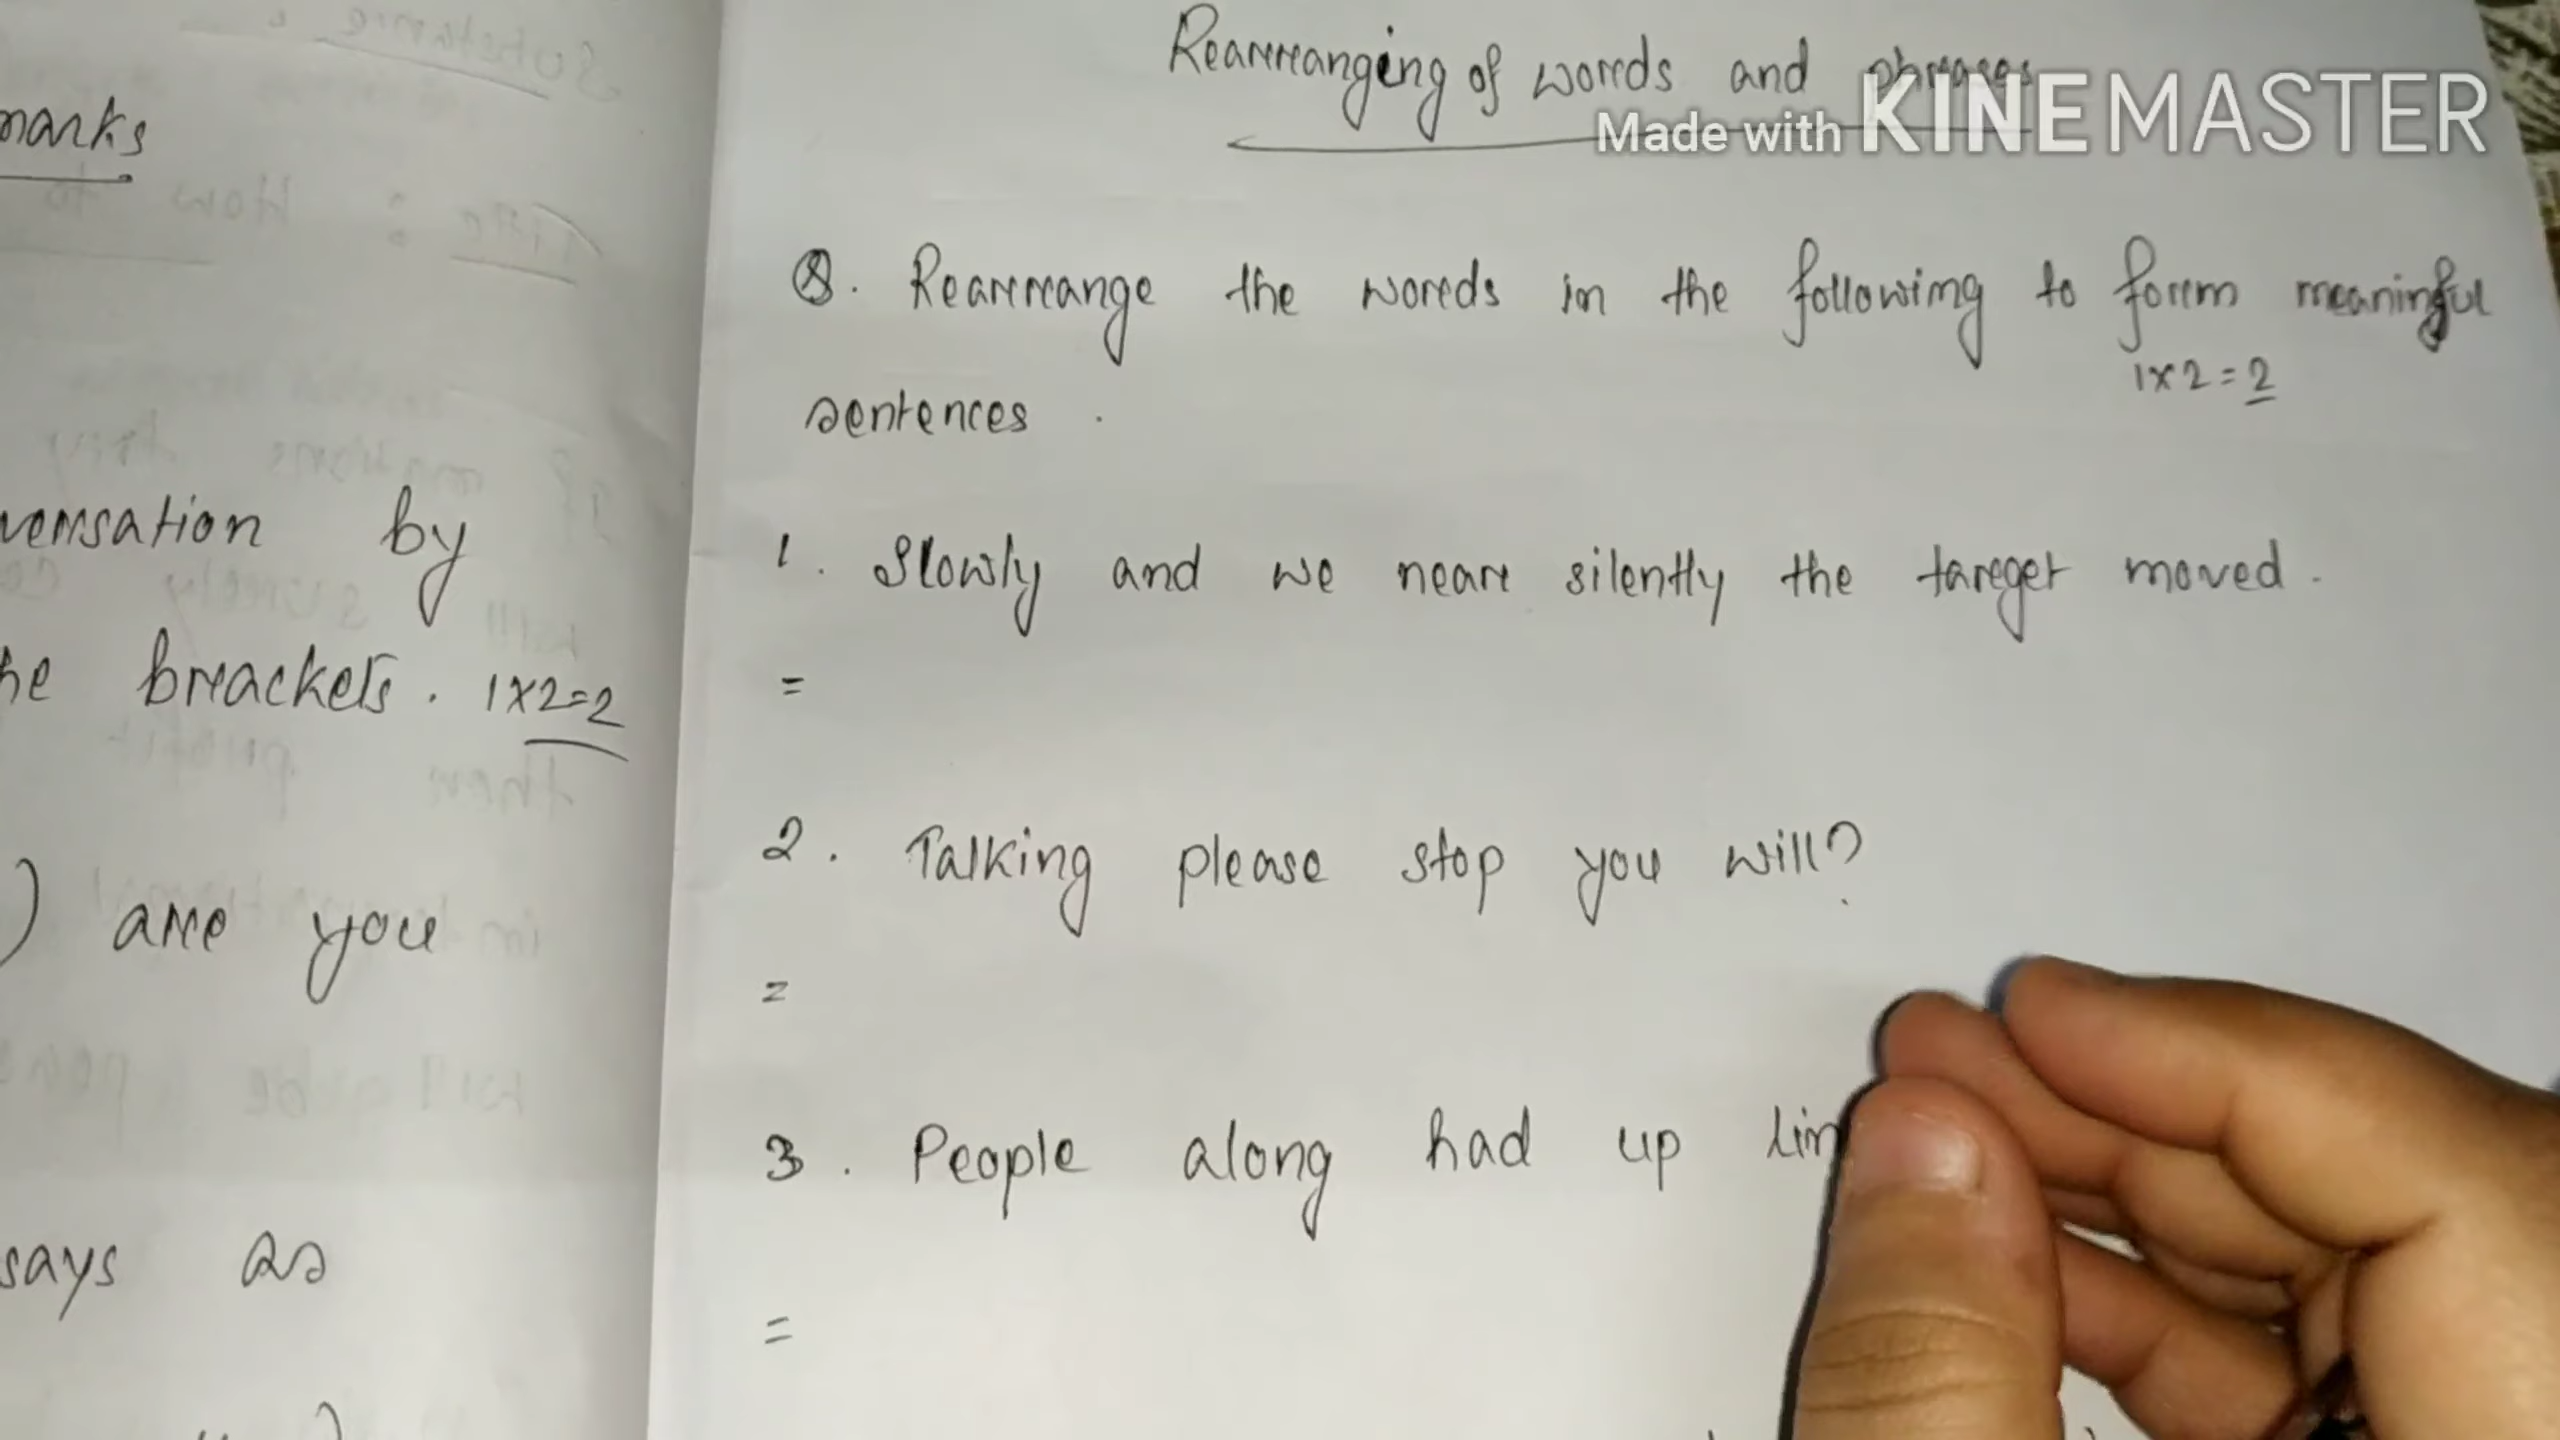 marks
versation by
he brackets. 1x2=2
) are you
says as
Rearranging of words and phrases
Made with KINEMASTER
Q. Rearrange the words in the following to form meaningful
1x2=2
sentences.
1. Slowly and we near silently the target moved.
=
2. Talking please stop you will?
=
3. People along had up lin
=